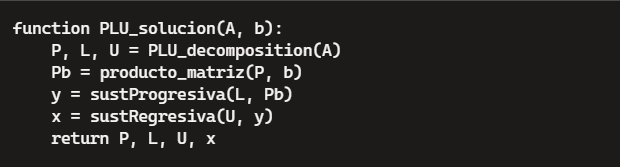 function PLU_solucion(A, b):
    P, L, U = PLU_decomposition(A)
    Pb = producto_matriz(P, b)
    y = sustProgresiva(L, Pb)
    x = sustRegresiva(U, y)
    return P, L, U, x